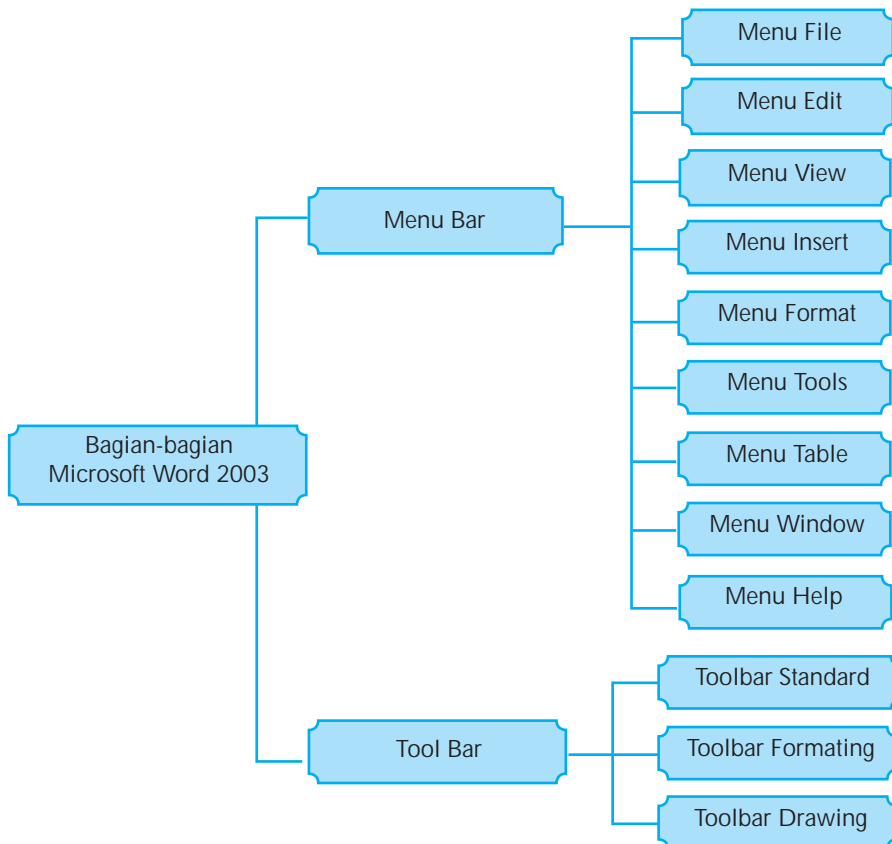 Bagian-bagian
Microsoft Word 2003
Menu Bar
Menu File
Menu Edit
Menu View
Menu Insert
Menu Format
Menu Tools
Menu Table
Menu Window
Menu Help
Tool Bar
Toolbar Standard
Toolbar Formating
Toolbar Drawing